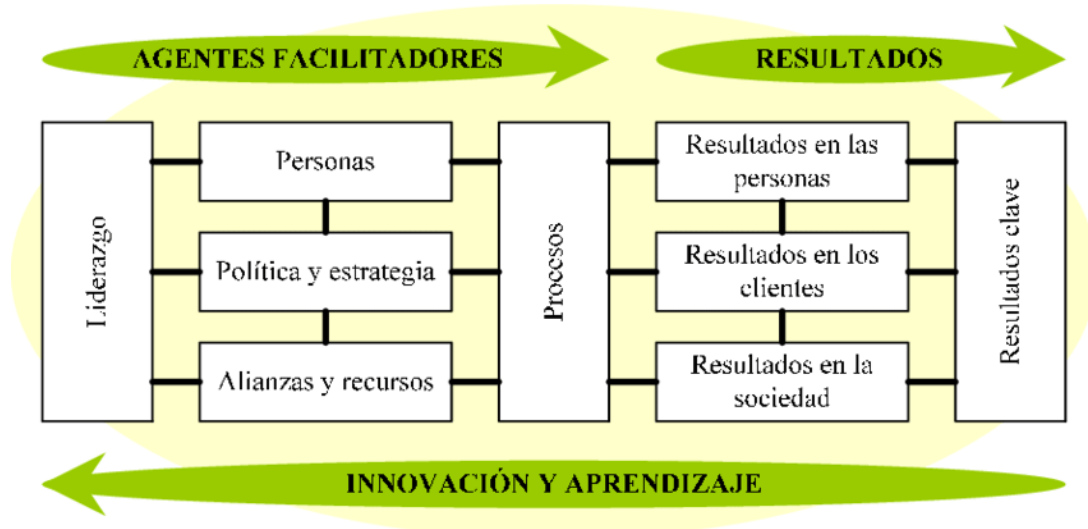 AGENTES FACILITADORES
RESULTADOS
Liderazgo
Personas
Política y estrategia
Alianzas y recursos
Procesos
Resultados en las
personas
Resultados en los
clientes
Resultados en la
sociedad
Resultados clave
INNOVACIÓN Y APRENDIZAJE